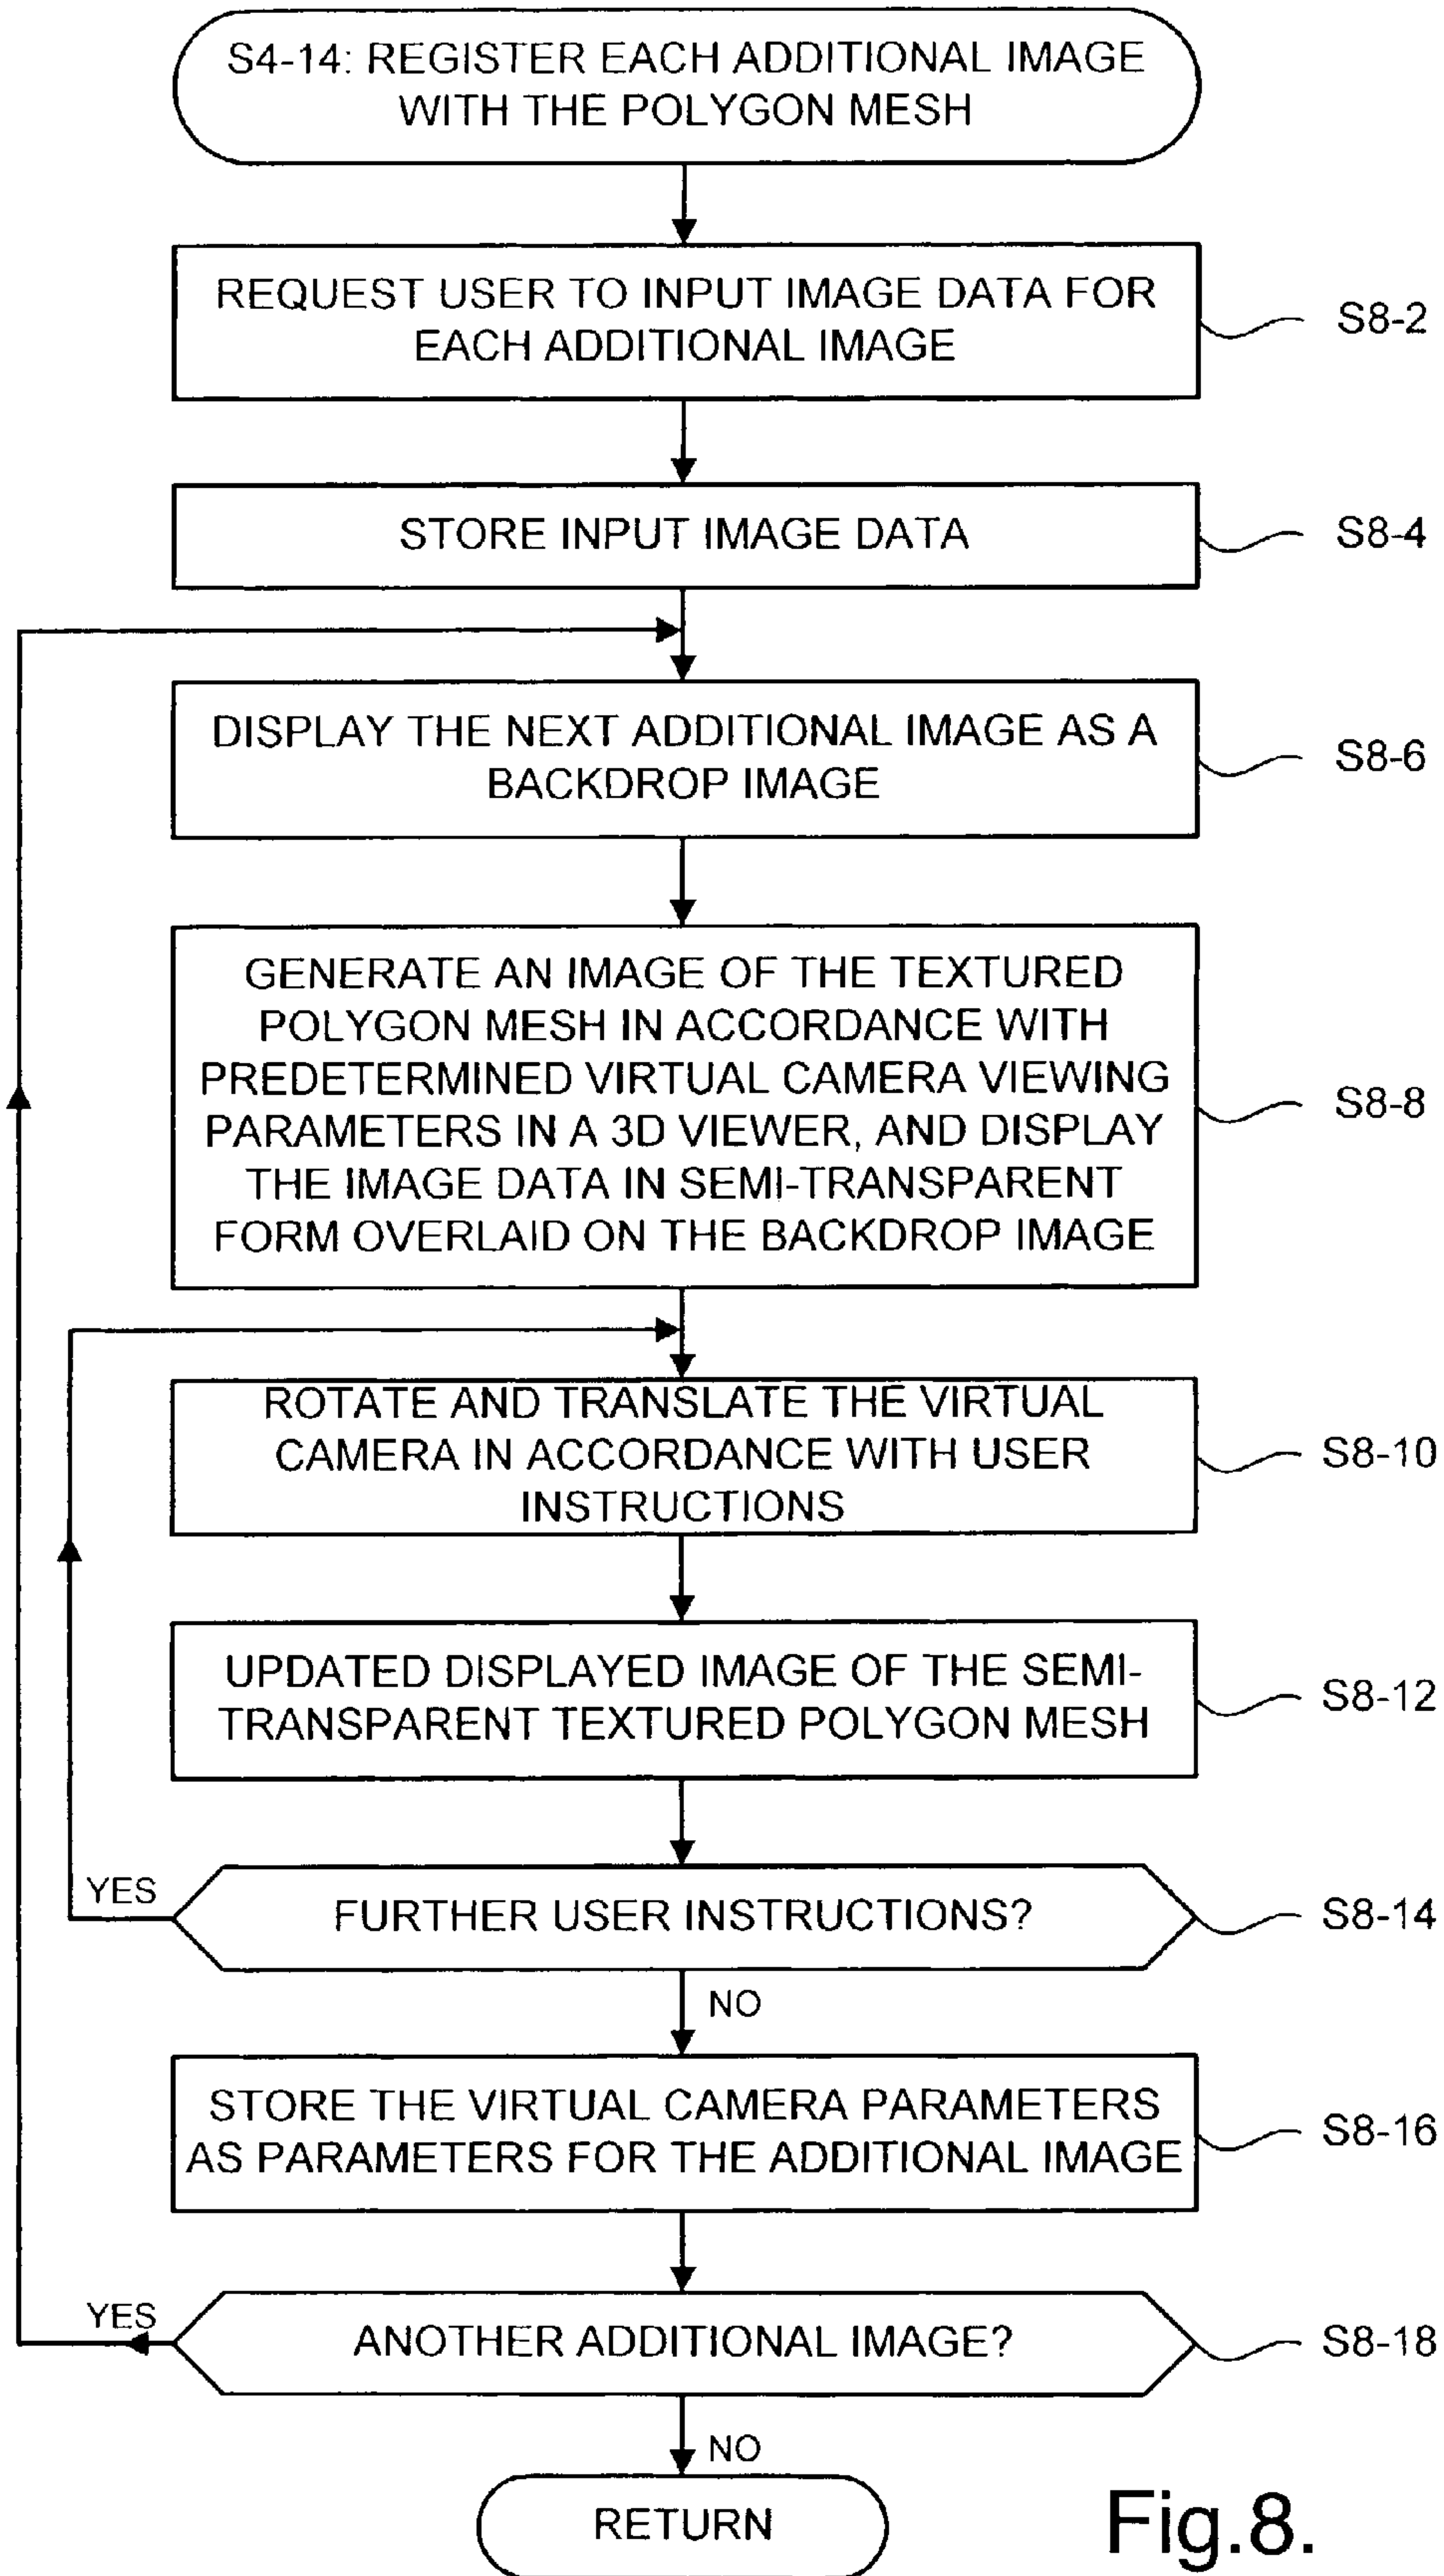 S4-14: REGISTER EACH ADDITIONAL IMAGE
WITH THE POLYGON MESH
REQUEST USER TO INPUT IMAGE DATA FOR
EACH ADDITIONAL IMAGE
S8-2
STORE INPUT IMAGE DATA
S8-4
DISPLAY THE NEXT ADDITIONAL IMAGE AS A
BACKDROP IMAGE
S8-6
GENERATE AN IMAGE OF THE TEXTURED
POLYGON MESH IN ACCORDANCE WITH
PREDETERMINED VIRTUAL CAMERA VIEWING
PARAMETERS IN A 3D VIEWER, AND DISPLAY
THE IMAGE DATA IN SEMI-TRANSPARENT
FORM OVERLAID ON THE BACKDROP IMAGE
S8-8
ROTATE AND TRANSLATE THE VIRTUAL
CAMERA IN ACCORDANCE WITH USER
INSTRUCTIONS
S8-10
UPDATED DISPLAYED IMAGE OF THE SEMI-
TRANSPARENT TEXTURED POLYGON MESH
S8-12
YES
FURTHER USER INSTRUCTIONS?
S8-14
NO
STORE THE VIRTUAL CAMERA PARAMETERS
AS PARAMETERS FOR THE ADDITIONAL IMAGE
S8-16
YES
ANOTHER ADDITIONAL IMAGE?
S8-18
NO
RETURN
Fig.8.